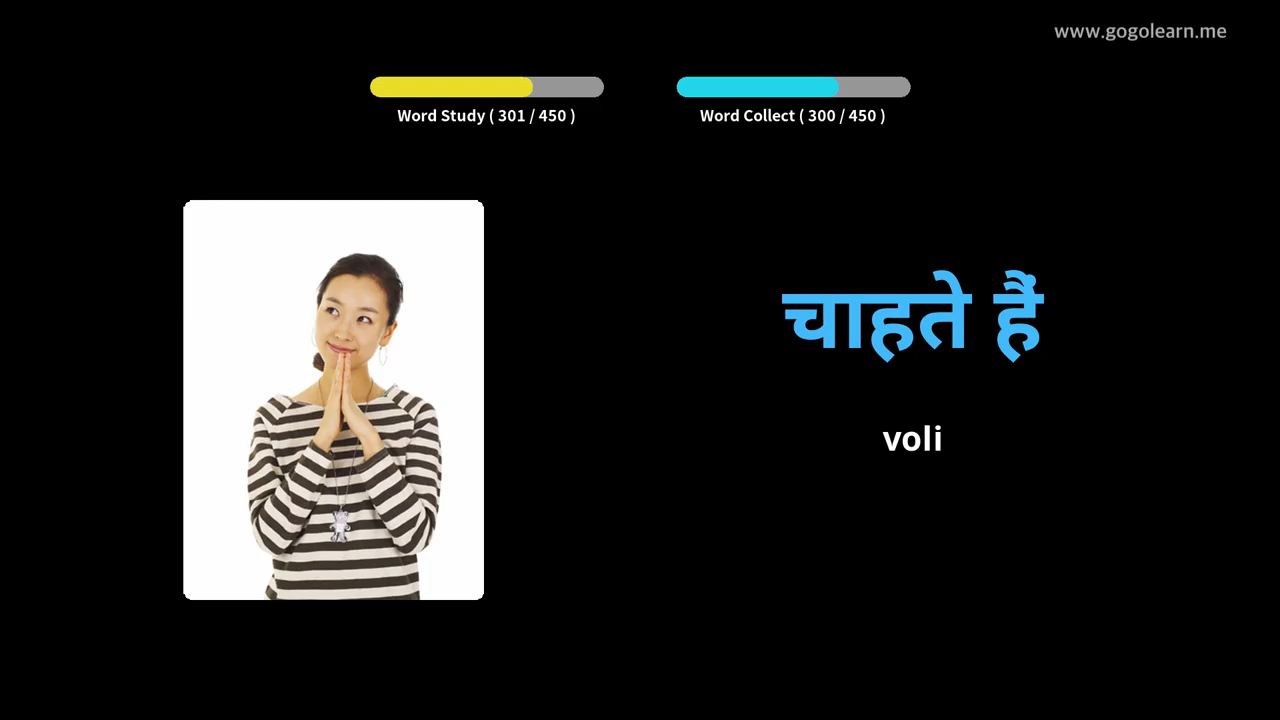 www.gogolearn.me
Word Study ( 301 / 450 )
Word Collect ( 300 / 450 )
चाहते हैं
voli